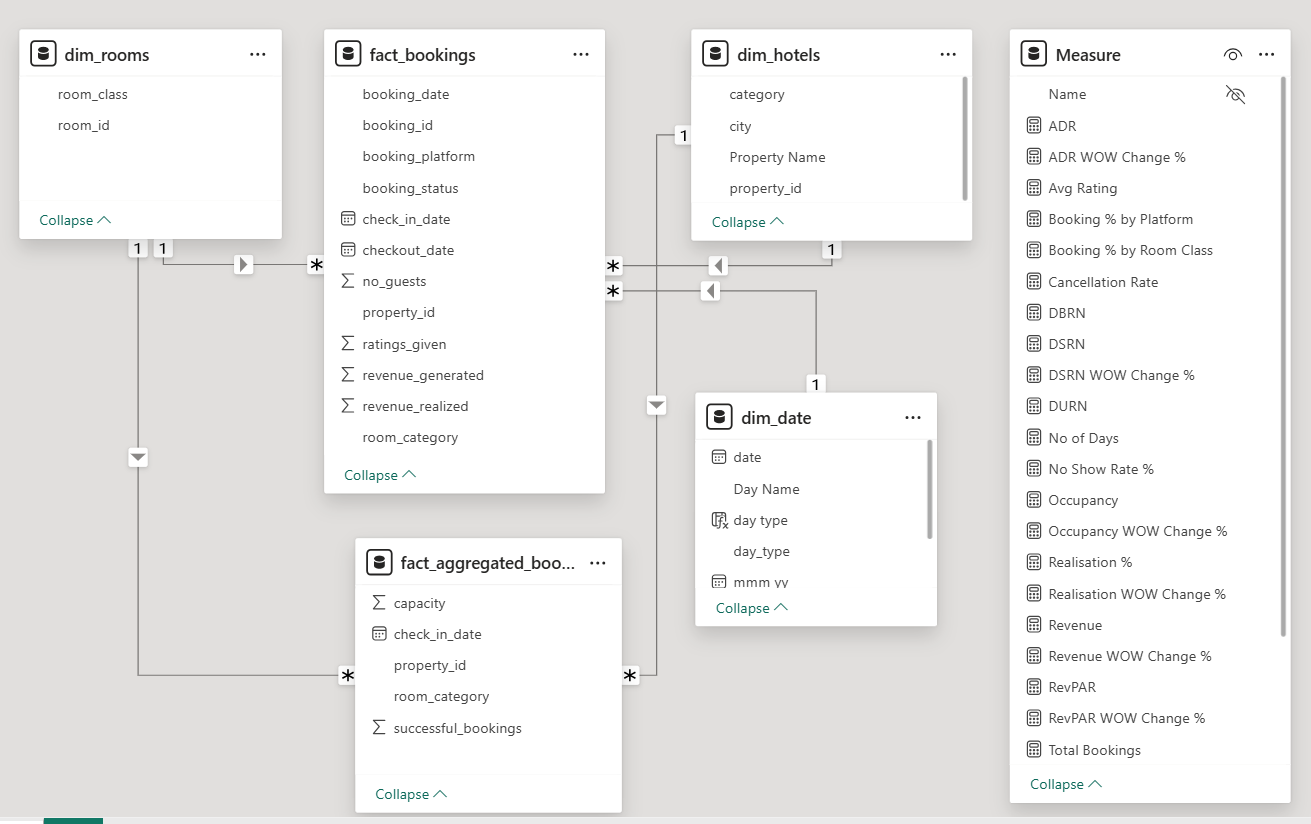 dim_rooms
room_class
room_id
Collapse
fact_bookings
booking_date
booking_id
booking_platform
booking_status
check_in_date
checkout_date
no_guests
property_id
ratings_given
revenue_generated
revenue_realized
room_category
Collapse
dim_hotels
category
city
Property Name
property_id
Collapse
Measure
Name
ADR
ADR WOW Change %
Avg Rating
Booking % by Platform
Booking % by Room Class
Cancellation Rate
DBRN
DSRN
DSRN WOW Change %
DURN
No of Days
No Show Rate %
Occupancy
Occupancy WOW Change %
Realisation %
Realisation WOW Change %
Revenue
Revenue WOW Change %
RevPAR
RevPAR WOW Change %
Total Bookings
Collapse
1
1
*
1
1
*
*
1
dim_date
date
Day Name
day type
day_type
mmm yy
Collapse
fact_aggregated_boo...
capacity
check_in_date
property_id
room_category
successful_bookings
Collapse
*
*